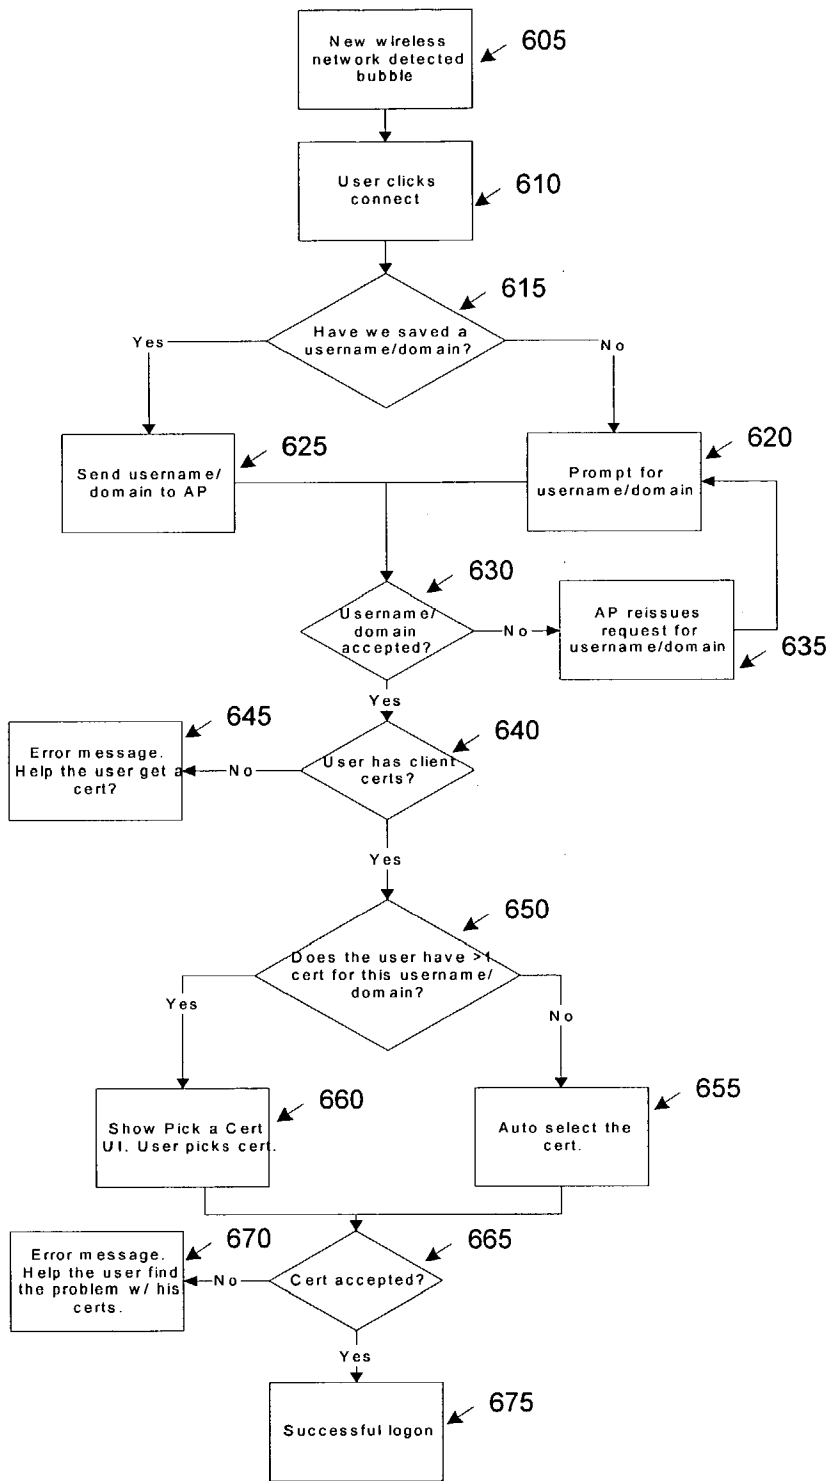 New wireless
network detected
bubble
605
User clicks
connect
610
615
Have we saved a
username/domain?
Yes
No
625
Send username/
domain to AP
620
Prompt for
username/domain
630
Username/
domain
accepted?
No
AP reissues
request for
username/domain
635
Yes
645
Error message.
Help the user get a
cert?
No
640
User has client
certs?
Yes
650
Does the user have >1
cert for this username/
domain?
Yes
No
660
Show Pick a Cert
UI. User picks cert.
655
Auto select the
cert.
670
Error message.
Help the user find
the problem w/ his
certs.
No
665
Cert accepted?
Yes
675
Successful logon